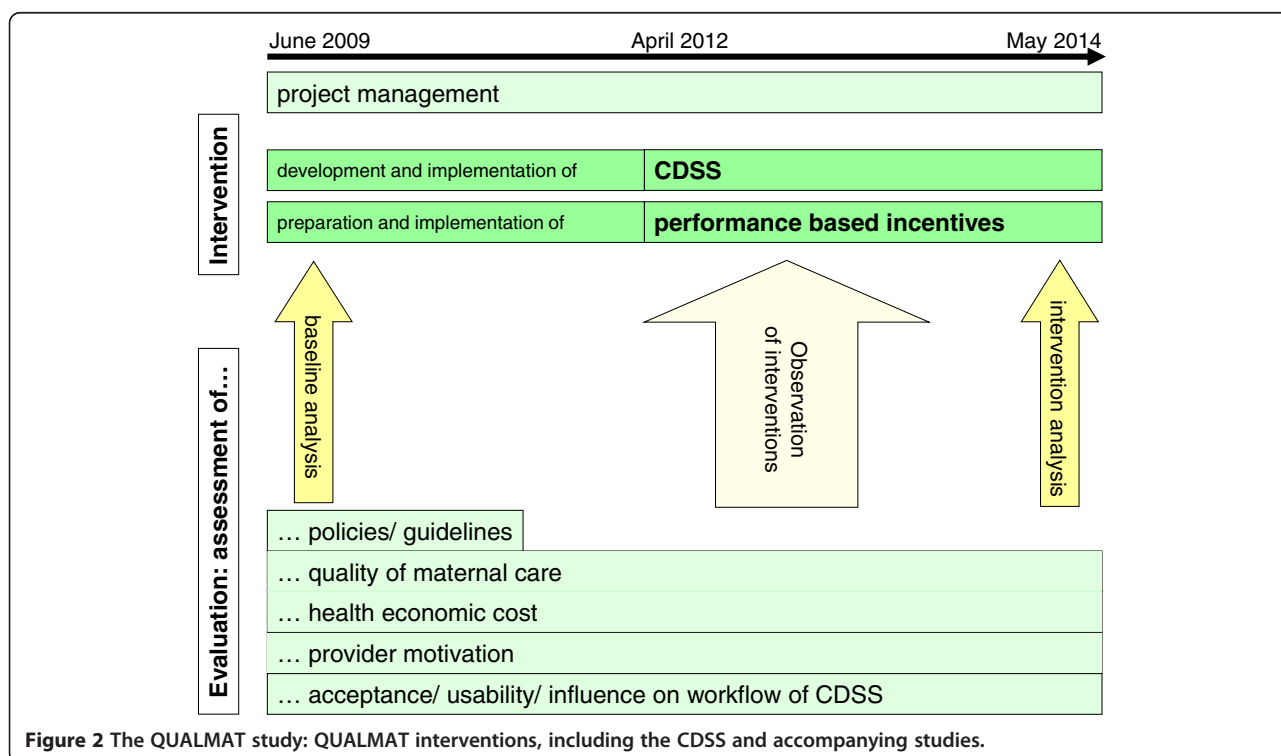 June 2009 April 2012 May 2014
project management
Intervention
development and implementation of CDSS
preparation and implementation of performance based incentives
baseline analysis
Observation
of interventions
intervention analysis
Evaluation: assessment of...
... policies/ guidelines
... quality of maternal care
... health economic cost
... provider motivation
... acceptance/ usability/ influence on workflow of CDSS
Figure 2 The QUALMAT study: QUALMAT interventions, including the CDSS and accompanying studies.